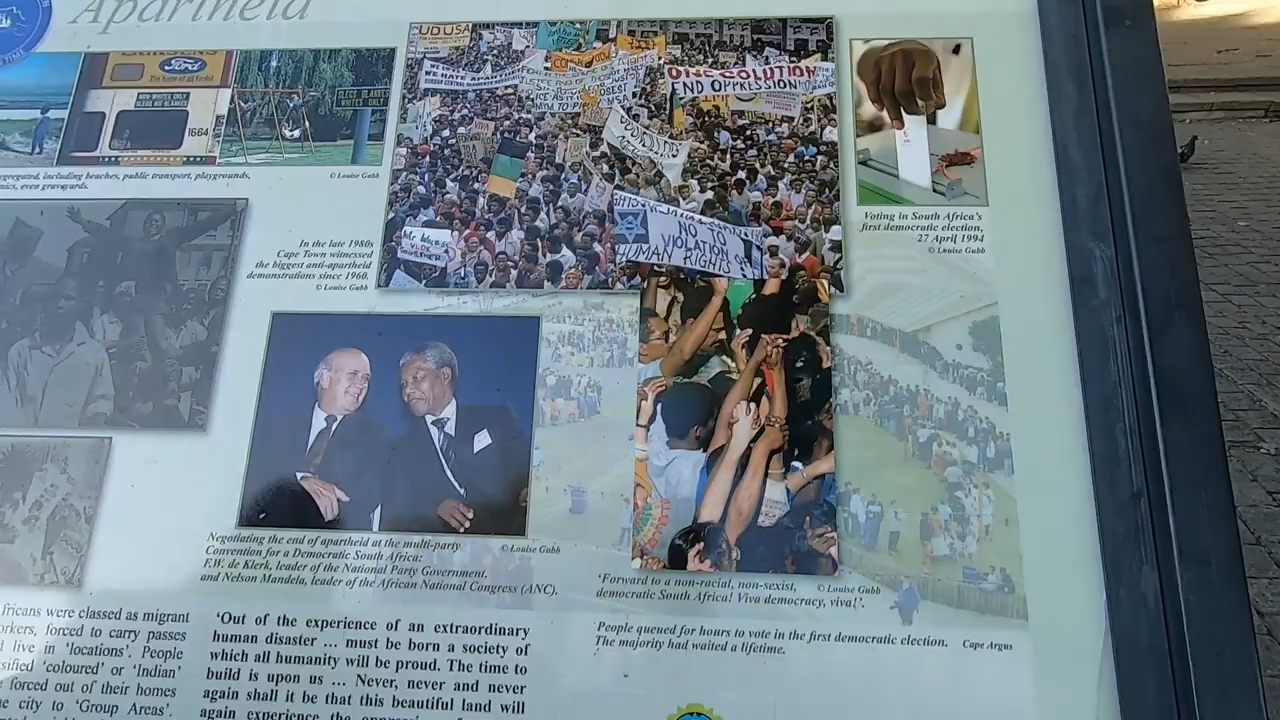 Apartheid
Ford
NON-WHITES ONLY
SLEGS NIE-BLANKES
1664
SLEGS BLANKES
WHITES ONLY
© Louise Gubb
segregated, including beaches, public transport, playgrounds,
even graveyards.
UDUSA
WE HATE APARTHEID
ONE SOLUTION
END OPPRESSION
NO TO
VIOLATION OF
HUMAN RIGHTS
In the late 1980s
Cape Town witnessed
the biggest anti-apartheid
demonstrations since 1960.
© Louise Gubb
Voting in South Africa's
first democratic election,
27 April 1994
© Louise Gubb
Negotiating the end of apartheid at the multi-party
Convention for a Democratic South Africa:
F.W. de Klerk, leader of the National Party Government,
and Nelson Mandela, leader of the African National Congress (ANC).
© Louise Gubb
'Forward to a non-racial, non-sexist,
democratic South Africa! Viva democracy, viva!'.
© Louise Gubb
People queued for hours to vote in the first democratic election.
The majority had waited a lifetime.
Cape Argus
fricans were classed as migrant
orkers, forced to carry passes
live in 'locations'. People
sified 'coloured' or 'Indian'
forced out of their homes
e city to 'Group Areas'.
'Out of the experience of an extraordinary
human disaster ... must be born a society of
which all humanity will be proud. The time to
build is upon us ... Never, never and never
again shall it be that this beautiful land will
again experience the